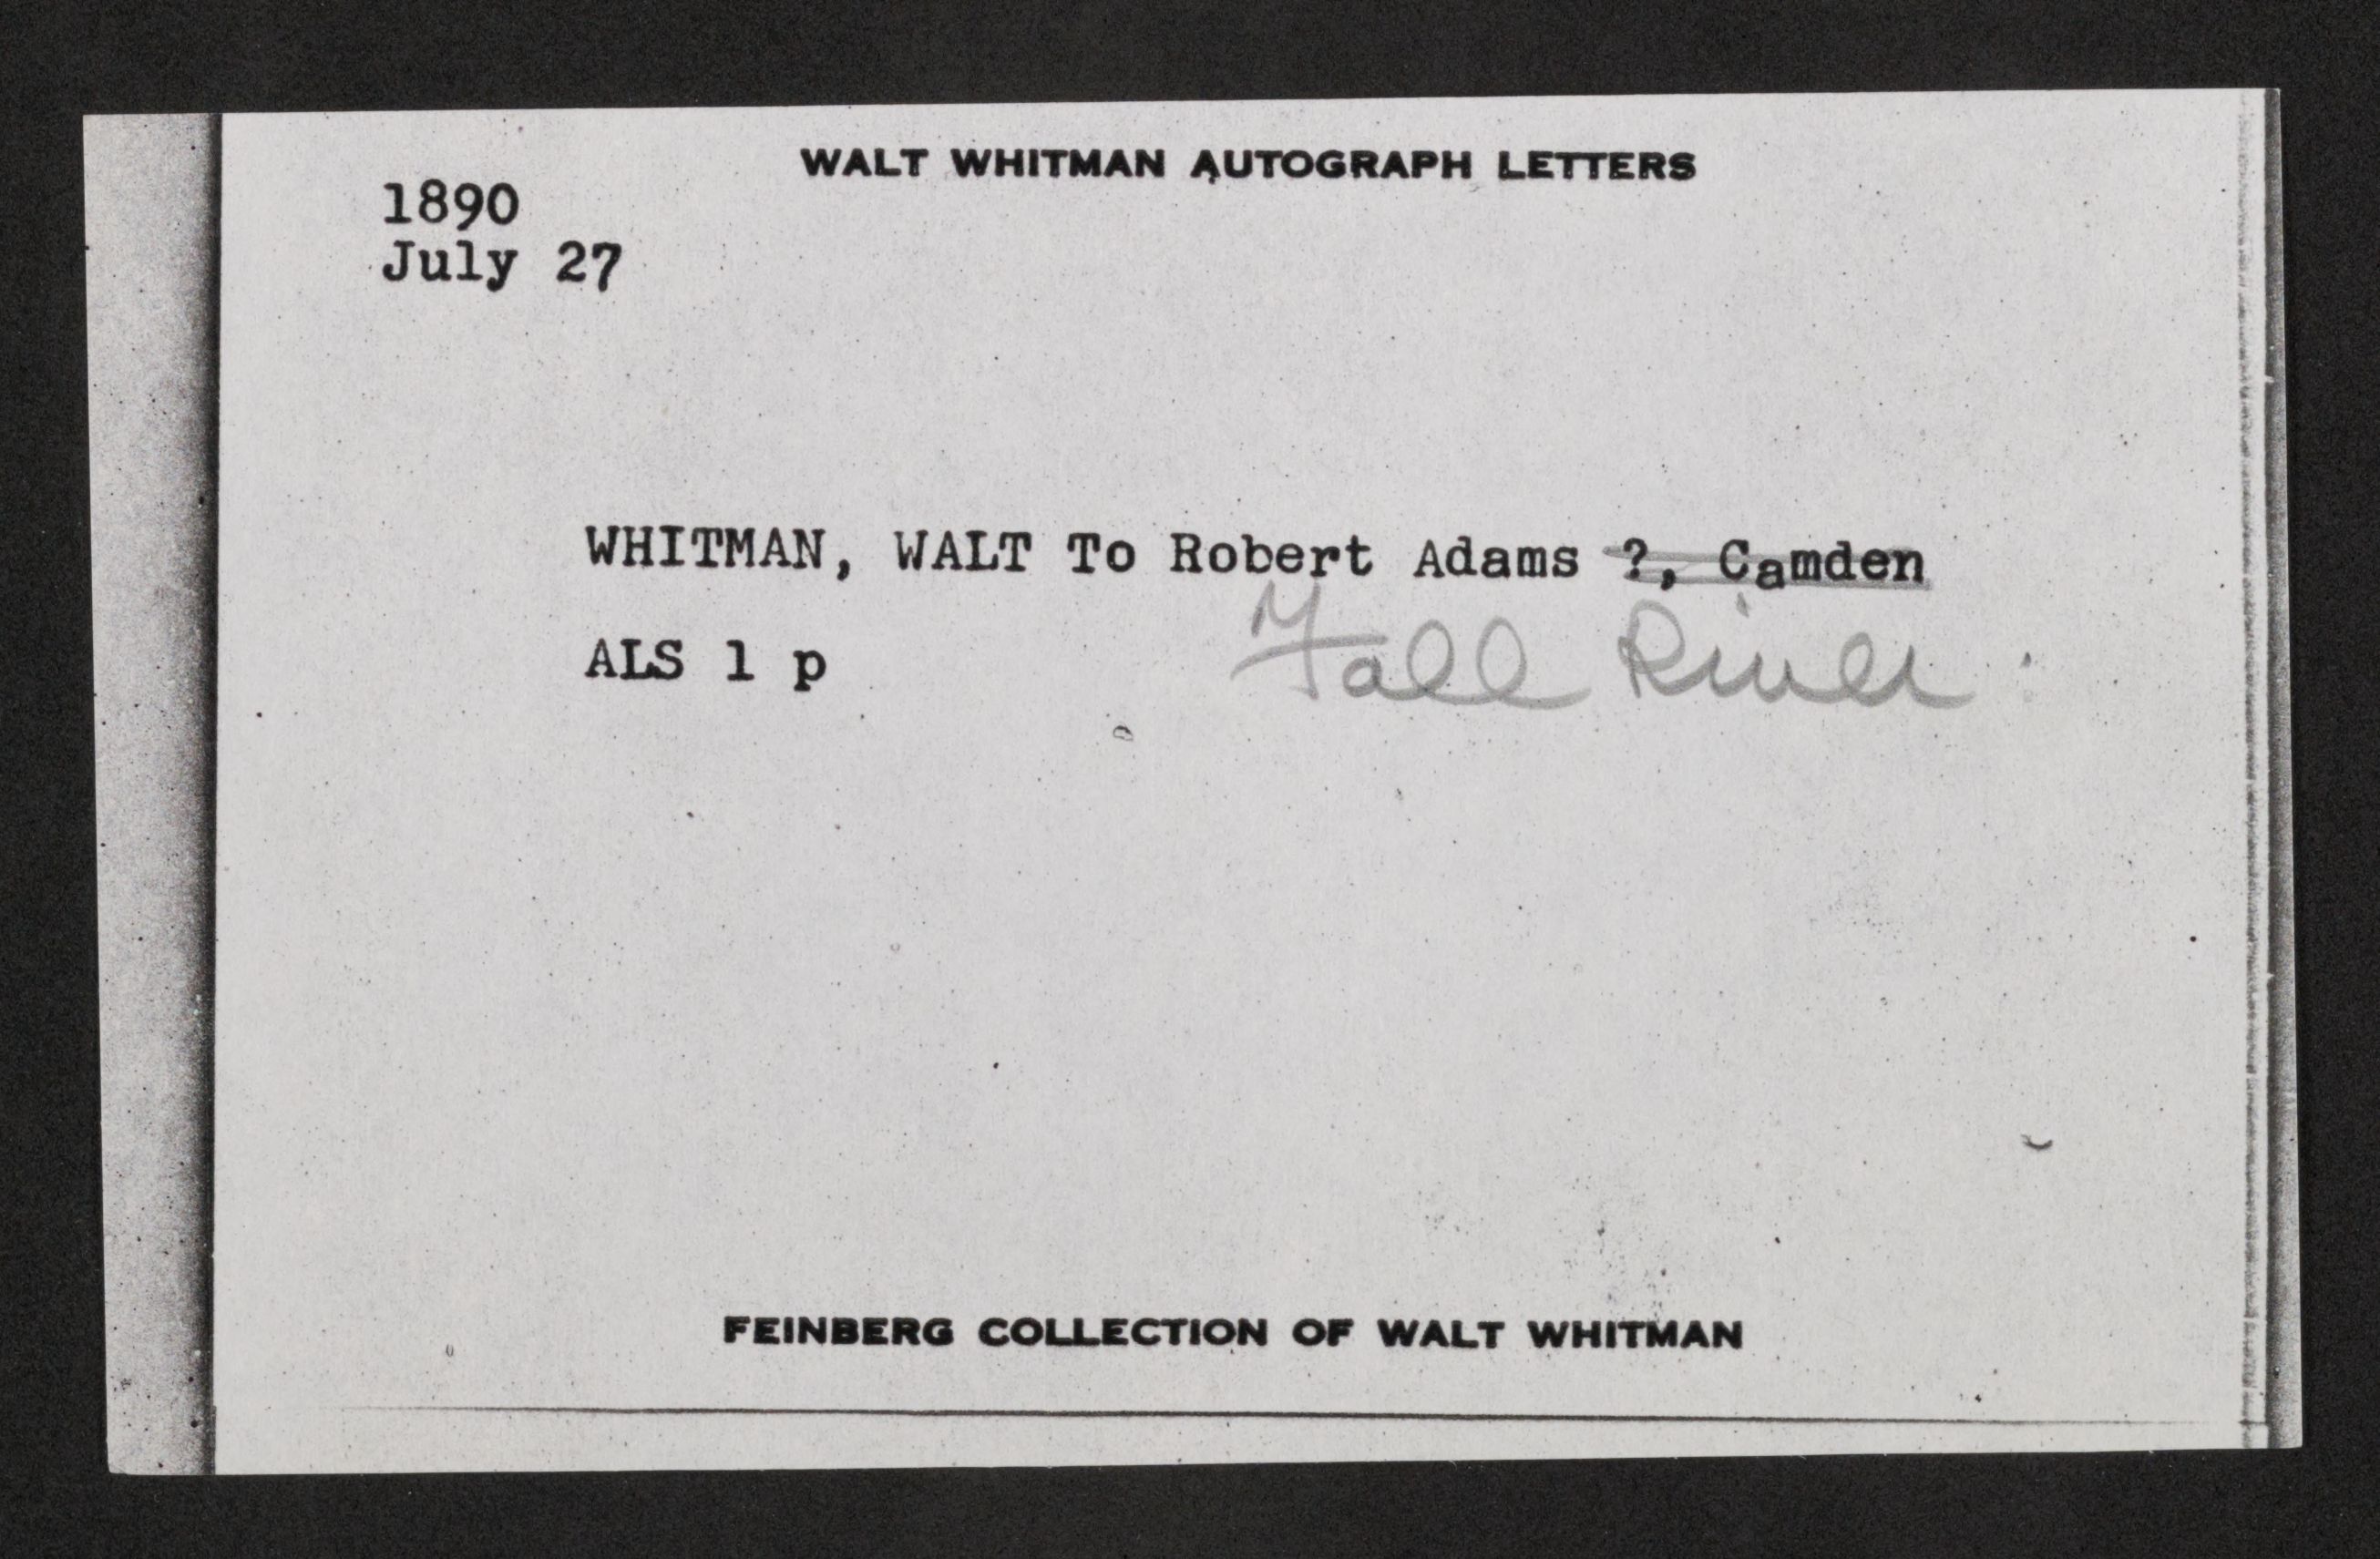 WALT WHITMAN AUTOGRAPH LETTERS
1890
July 27
WHITMAN, WALT To Robert Adams ?, Camden
Fall River
ALS 1 p
FEINBERG COLLECTION OF WALT WHITMAN